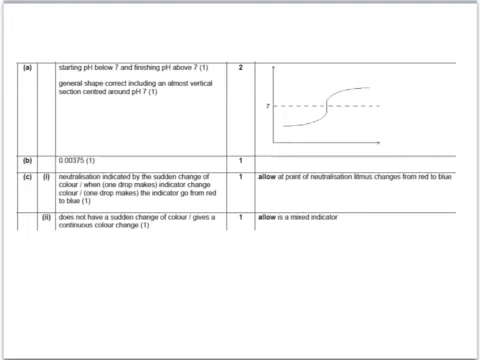 (a) starting pH below 7 and finishing pH above 7 (1) 2
general shape correct including an almost vertical
section centred around pH 7 (1)
7
(b) 0.00375 (1) 1
(c) (i) neutralisation indicated by the sudden change of 1 allow at point of neutralisation litmus changes from red to blue
colour / when (one drop makes) indicator change
colour / (one drop makes) the indicator go from red
to blue (1)
(ii) does not have a sudden change of colour / gives a 1 allow is a mixed indicator
continuous colour change (1)